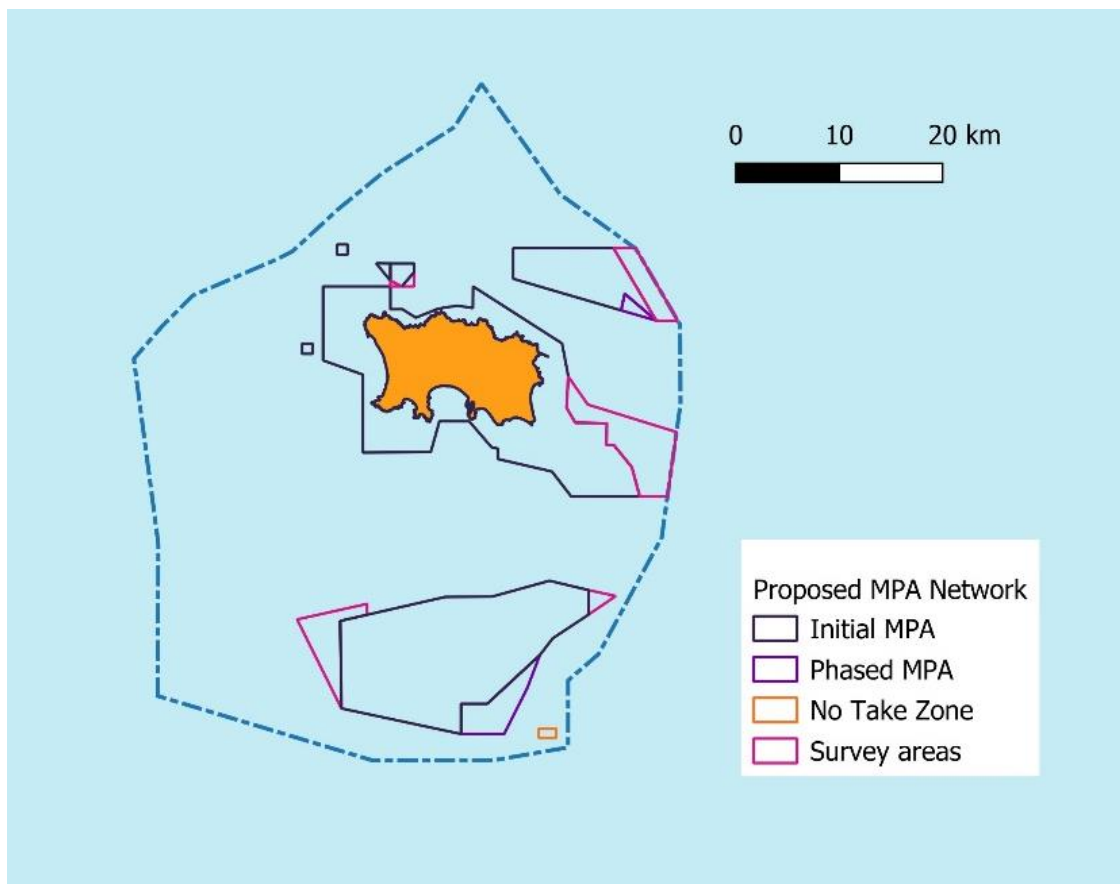 0 10 20 km
Proposed MPA Network
Initial MPA
Phased MPA
No Take Zone
Survey areas